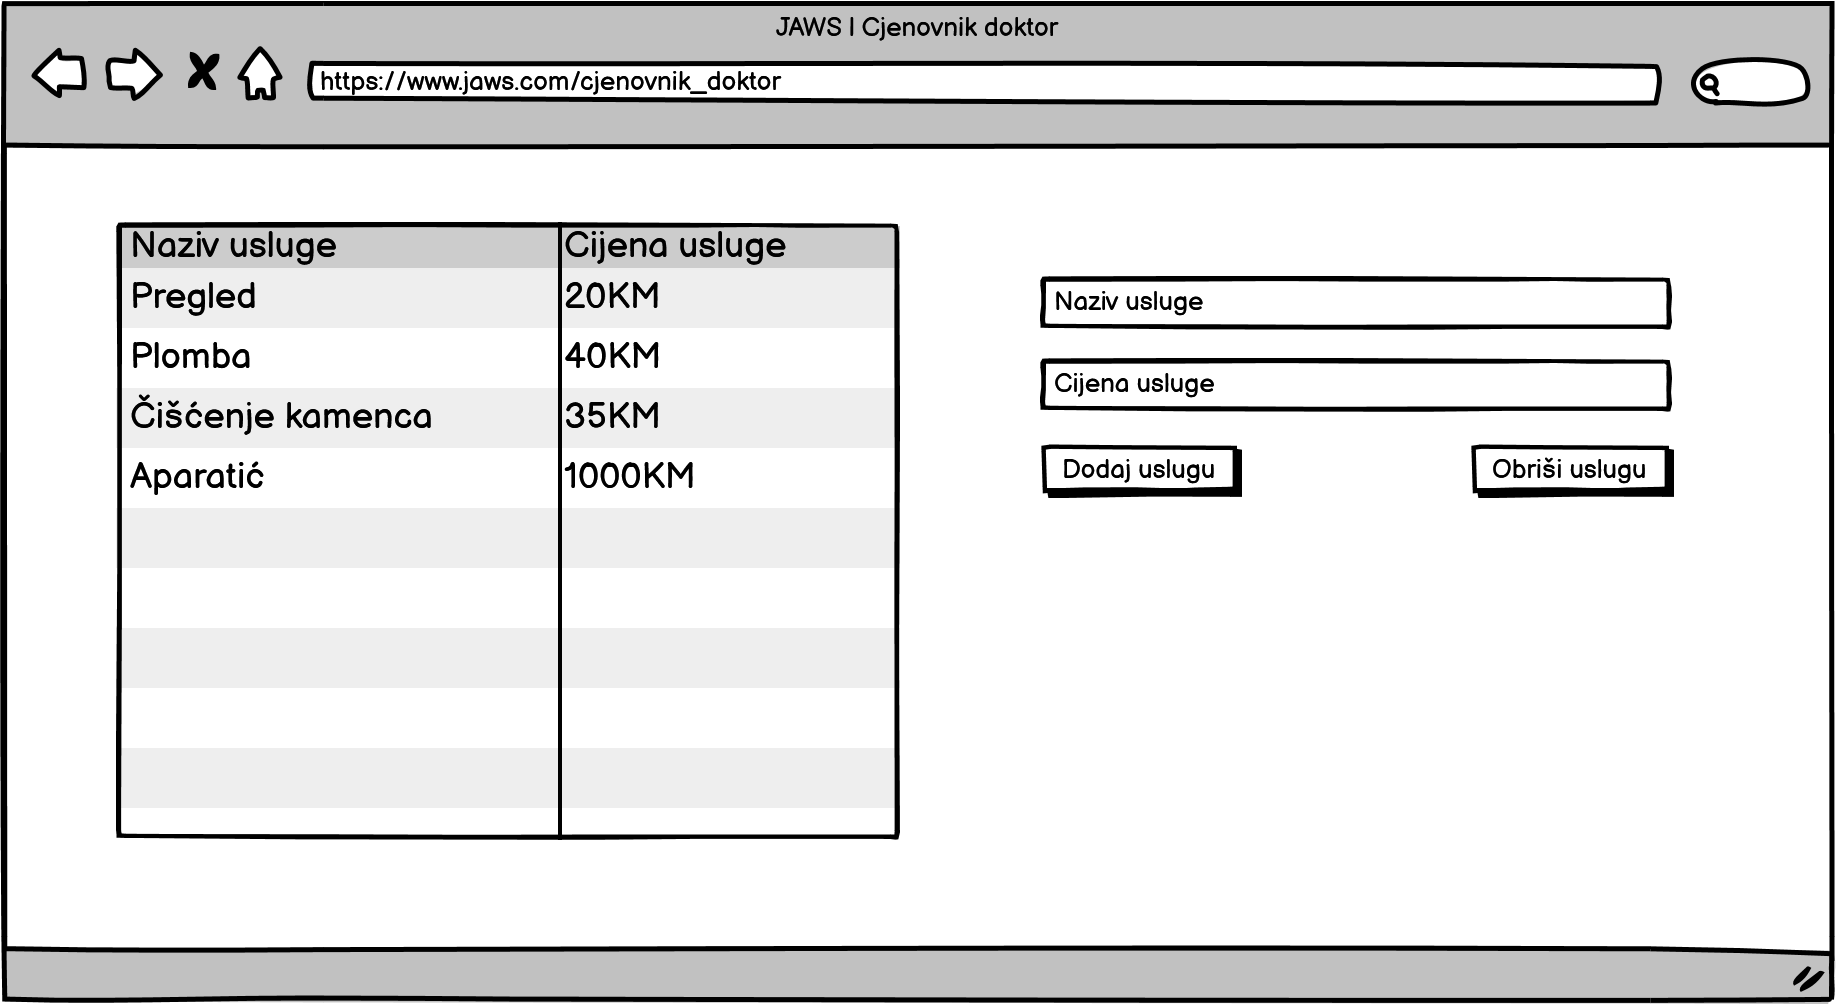 JAWS | Cjenovnik doktor
https://www.jaws.com/cjenovnik_doktor
Naziv usluge Cijena usluge
Pregled 20KM
Plomba 40KM
Čišćenje kamenca 35KM
Aparatić 1000KM
Naziv usluge
Cijena usluge
Dodaj uslugu Obriši uslugu